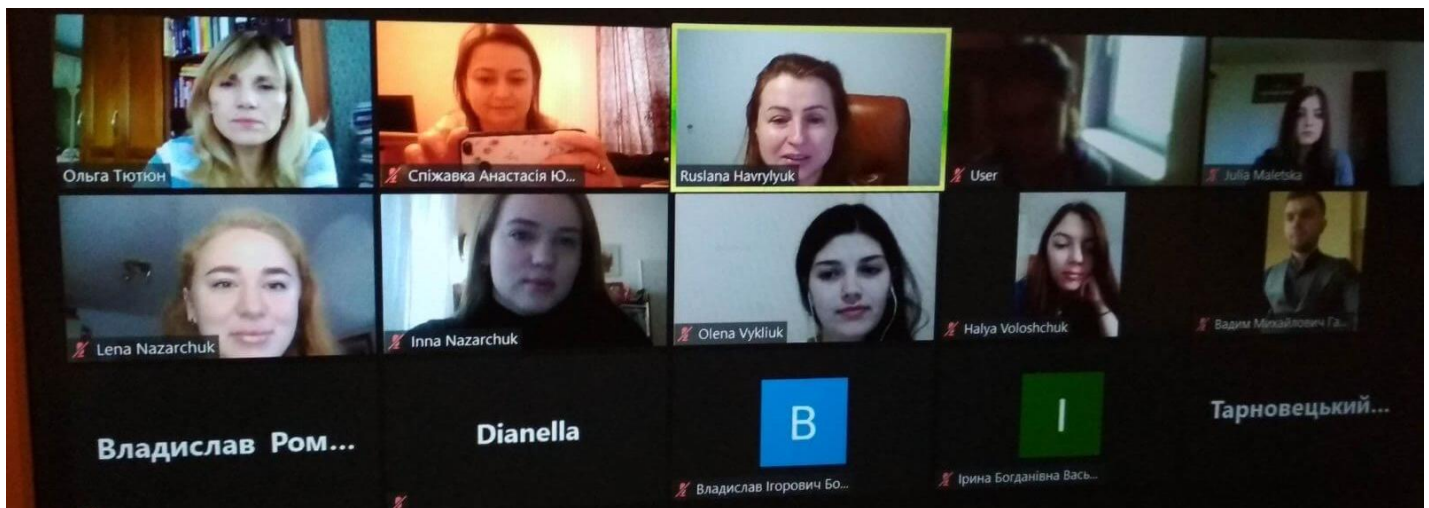 Ольга Тютюн
Спіжавка Анастасія Ю...
Ruslana Havrylyuk
User
Julia Maletska
Lena Nazarchuk
Inna Nazarchuk
Olena Vykliuk
Halya Voloshchuk
Вадим Михайлович Га...
Владислав Ром...
Dianella
В
Владислав Ігорович Бо...
І
Ірина Богданівна Вась...
Тарновецький...